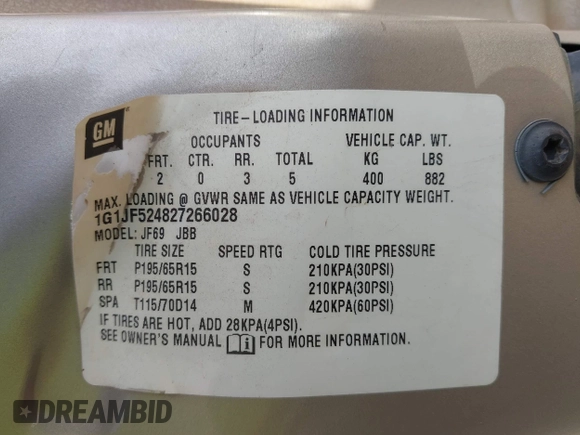 GM
TIRE-LOADING INFORMATION
OCCUPANTS VEHICLE CAP. WT.
FRT. CTR. RR. TOTAL KG LBS
2 0 3 5 400 882
MAX. LOADING @ GVWR SAME AS VEHICLE CAPACITY WEIGHT.
1G1JF524827266028
MODEL: JF69 JBB
TIRE SIZE SPEED RTG COLD TIRE PRESSURE
FRT P195/65R15 S 210KPA(30PSI)
RR P195/65R15 S 210KPA(30PSI)
SPA T115/70D14 M 420KPA(60PSI)
IF TIRES ARE HOT, ADD 28KPA(4PSI).
SEE OWNER'S MANUAL i FOR MORE INFORMATION.
DREAMBID